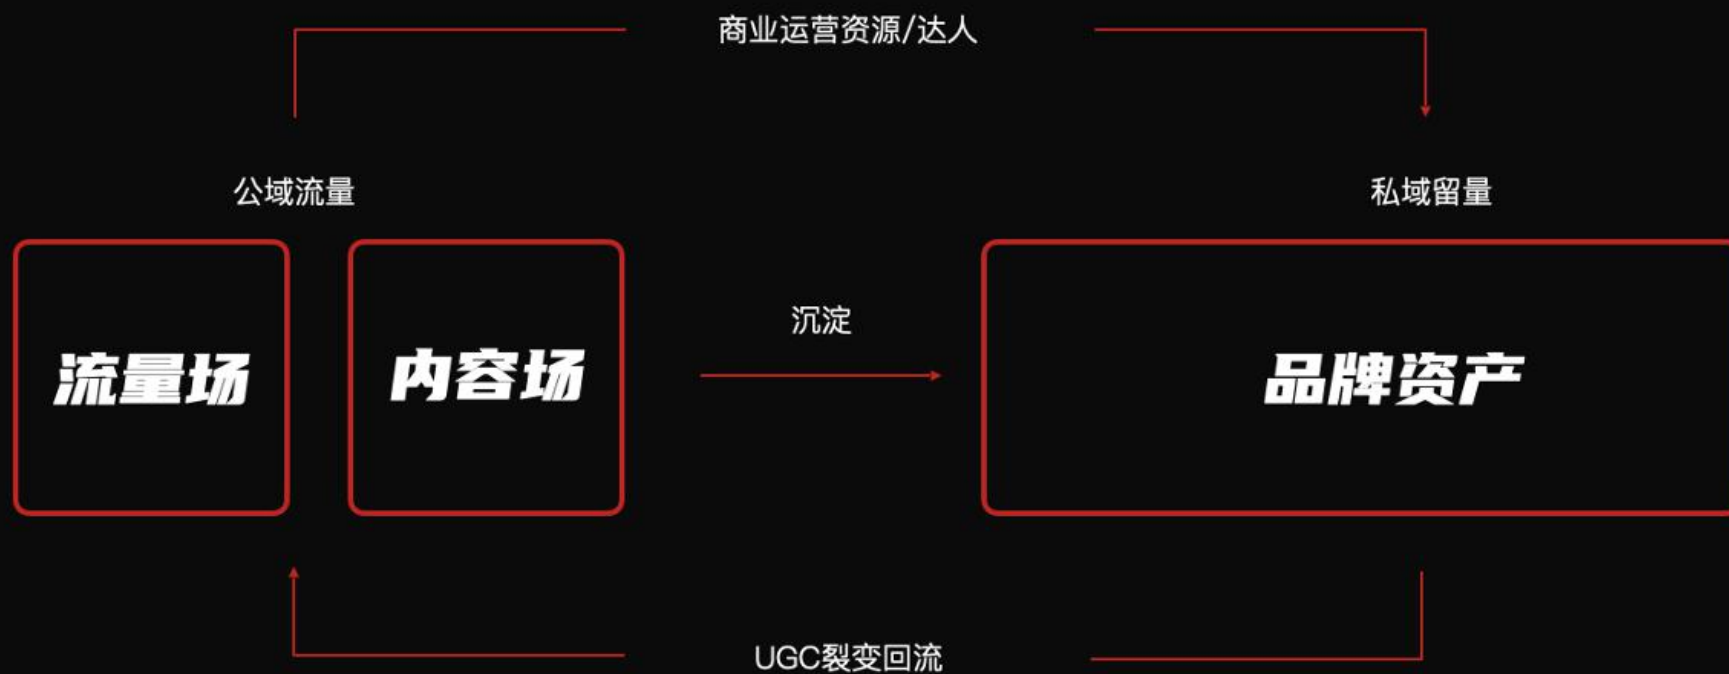 商业运营资源/达人
公域流量
私域留量
流量场
内容场
沉淀
品牌资产
UGC裂变回流